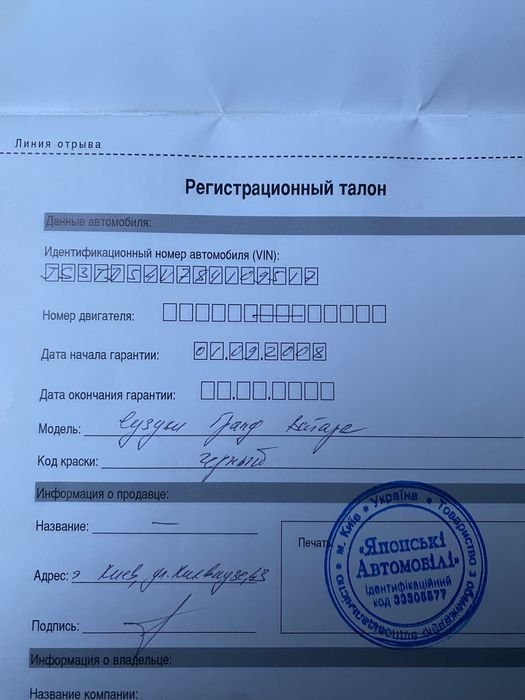 Линия отрыва
Регистрационный талон
Данные автомобиля:
Идентификационный номер автомобиля (VIN):
Номер двигателя:
Дата начала гарантии: 01.09.2008
Дата окончания гарантии:
Модель: Сузуки Гранд Витара
Код краски: черный
Информация о продавце:
Название: —
Печать
Адрес: г. Киев, ул.
Подпись:
м. Київ * Україна * Товариство з обмеженою відповідальністю *
«Японські
Автомобілі»
Ідентифікаційний
код 33308877
Информация о владельце:
Название компании: